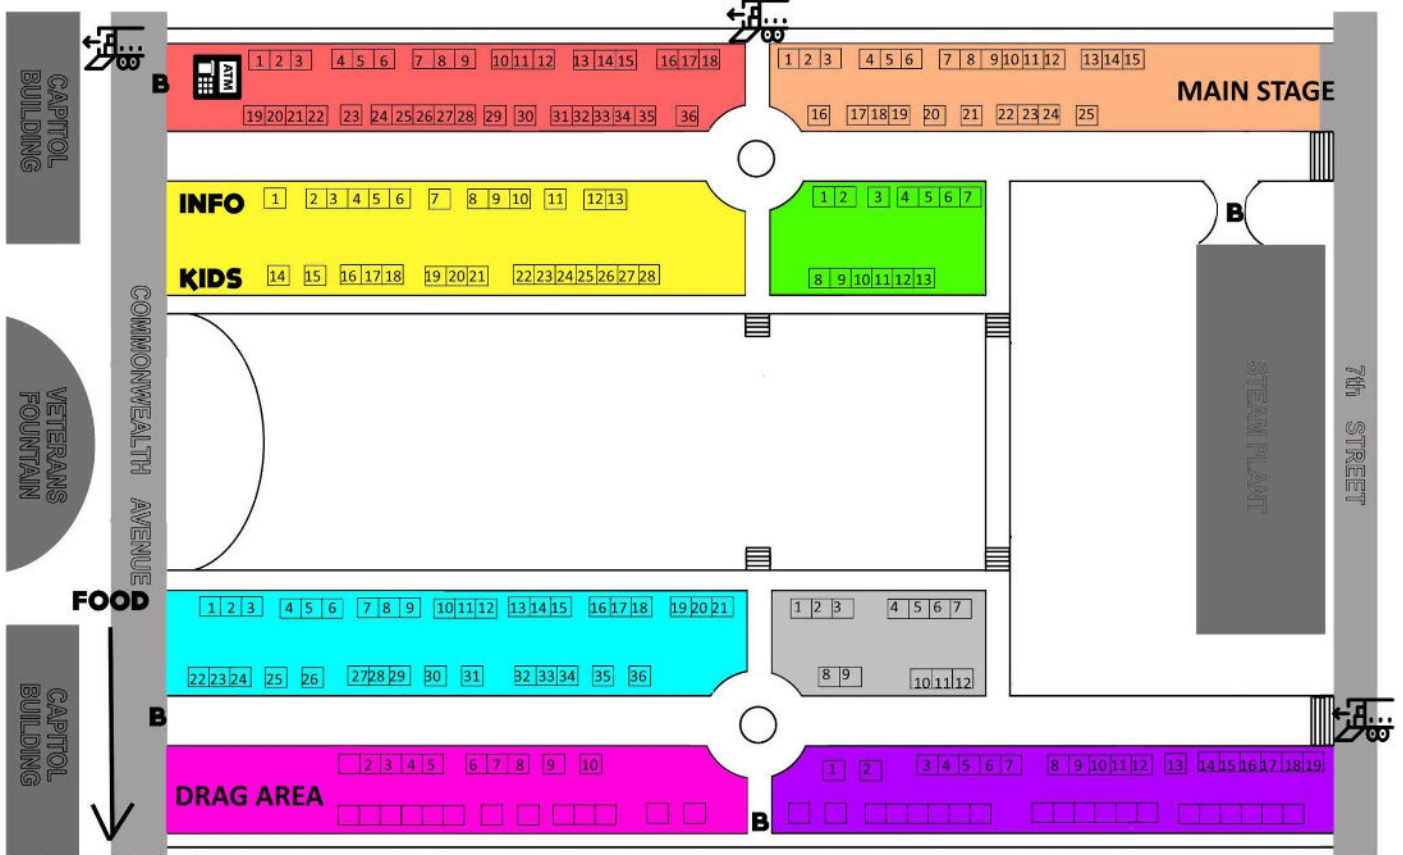 B
ATM
1 2 3 4 5 6 7 8 9 10 11 12 13 14 15 16 17 18
19 20 21 22 23 24 25 26 27 28 29 30 31 32 33 34 35 36
1 2 3 4 5 6 7 8 9 10 11 12 13 14 15
MAIN STAGE
16 17 18 19 20 21 22 23 24 25
CAPITOL
BUILDING
INFO
1 2 3 4 5 6 7 8 9 10 11 12 13
KIDS
14 15 16 17 18 19 20 21 22 23 24 25 26 27 28
1 2 3 4 5 6 7
8 9 10 11 12 13
B
COMMONWEALTH AVENUE
VETERANS
FOUNTAIN
STEAM PLANT
7th STREET
FOOD
1 2 3 4 5 6 7 8 9 10 11 12 13 14 15 16 17 18 19 20 21
22 23 24 25 26 27 28 29 30 31 32 33 34 35 36
1 2 3 4 5 6 7
8 9 10 11 12
CAPITOL
BUILDING
B
2 3 4 5 6 7 8 9 10
DRAG AREA
B
1 2 3 4 5 6 7 8 9 10 11 12 13 14 15 16 17 18 19